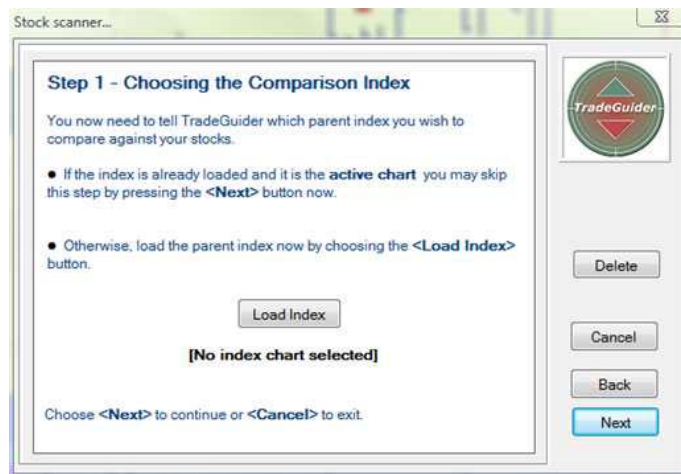 Stock scanner...
Step 1 - Choosing the Comparison Index
You now need to tell TradeGuider which parent index you wish to
compare against your stocks.
● If the index is already loaded and it is the active chart you may skip
this step by pressing the <Next> button now.
● Otherwise, load the parent index now by choosing the <Load Index>
button.
Load Index
[No index chart selected]
Choose <Next> to continue or <Cancel> to exit.
TradeGuider
Delete
Cancel
Back
Next